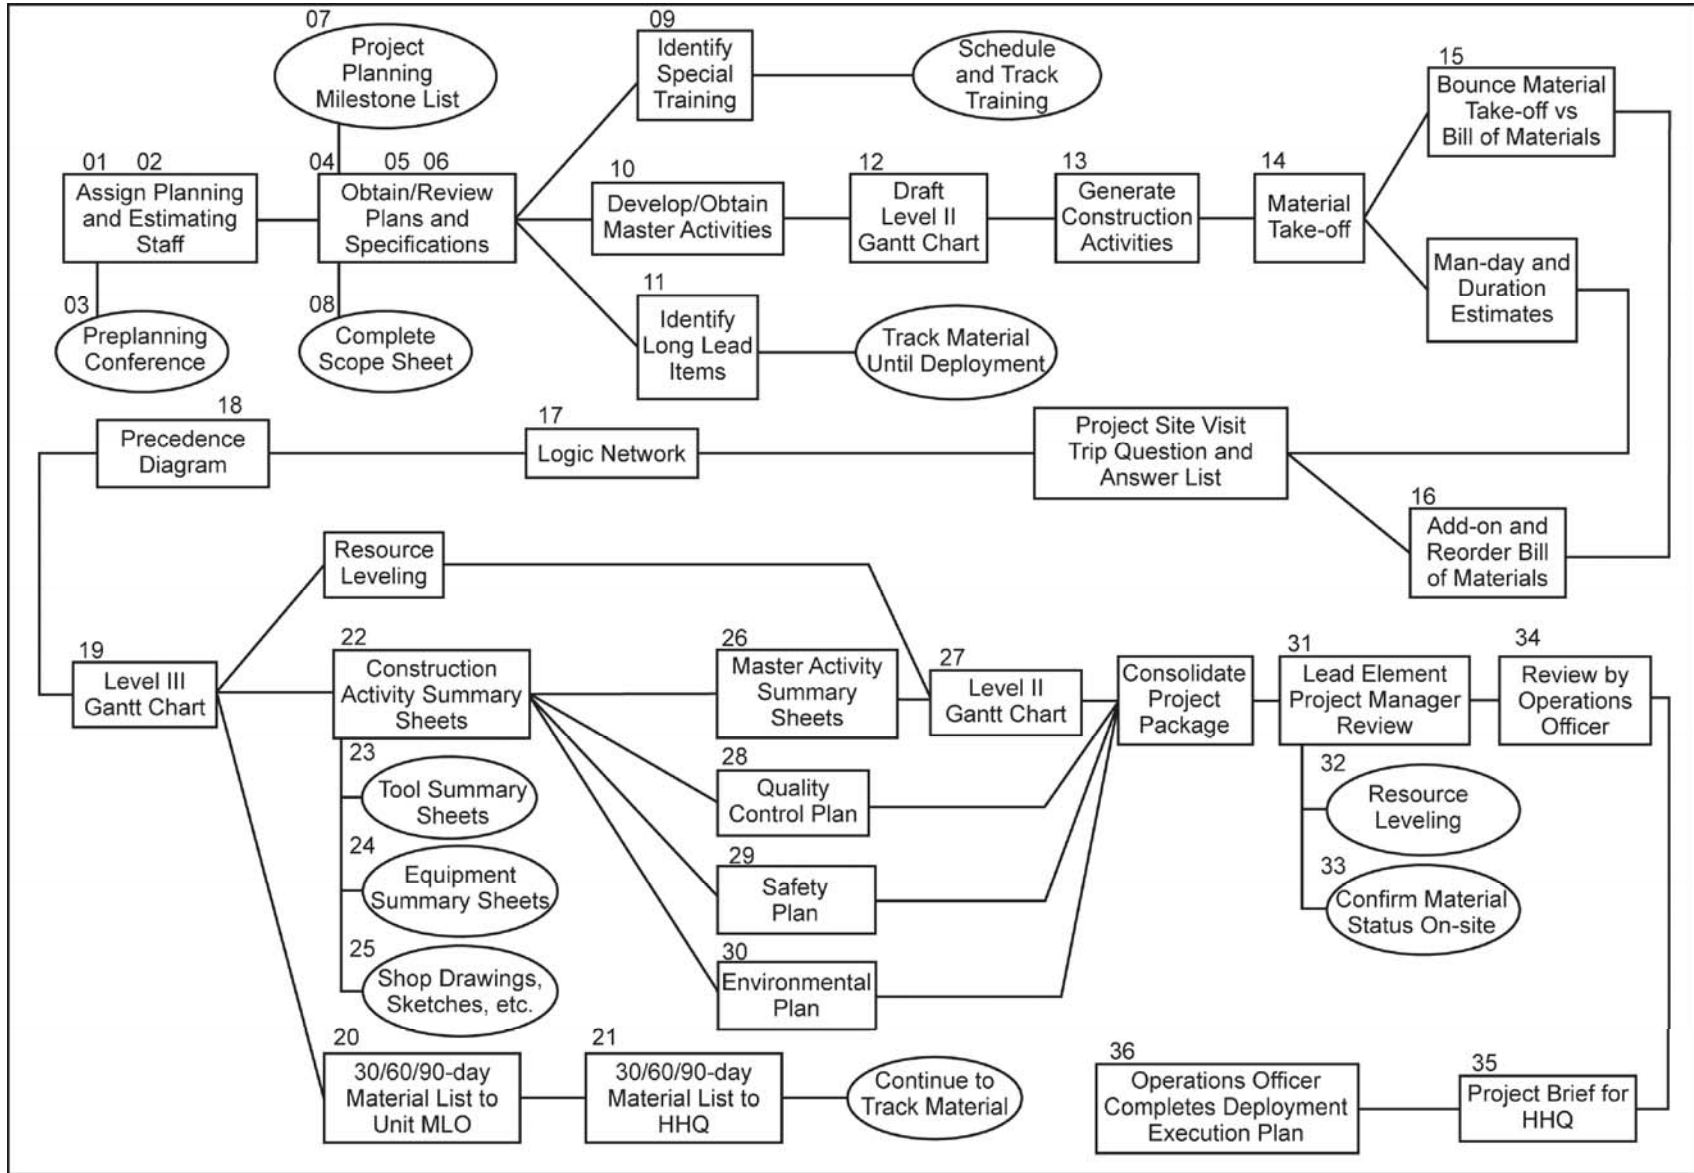 07
Project
Planning
Milestone List
09
Identify
Special
Training
Schedule
and Track
Training
15
Bounce Material
Take-off vs
Bill of Materials
01 02
Assign Planning
and Estimating
Staff
04 05 06
Obtain/Review
Plans and
Specifications
10
Develop/Obtain
Master Activities
12
Draft
Level II
Gantt Chart
13
Generate
Construction
Activities
14
Material
Take-off
Man-day and
Duration
Estimates
03
Preplanning
Conference
08
Complete
Scope Sheet
11
Identify
Long Lead
Items
Track Material
Until Deployment
18
Precedence
Diagram
17
Logic Network
Project Site Visit
Trip Question and
Answer List
16
Add-on and
Reorder Bill
of Materials
Resource
Leveling
19
Level III
Gantt Chart
22
Construction
Activity Summary
Sheets
26
Master Activity
Summary
Sheets
27
Level II
Gantt Chart
Consolidate
Project
Package
31
Lead Element
Project Manager
Review
34
Review by
Operations
Officer
23
Tool Summary
Sheets
28
Quality
Control Plan
32
Resource
Leveling
24
Equipment
Summary Sheets
29
Safety
Plan
33
Confirm Material
Status On-site
25
Shop Drawings,
Sketches, etc.
30
Environmental
Plan
20
30/60/90-day
Material List to
Unit MLO
21
30/60/90-day
Material List to
HHQ
Continue to
Track Material
36
Operations Officer
Completes Deployment
Execution Plan
35
Project Brief for
HHQ